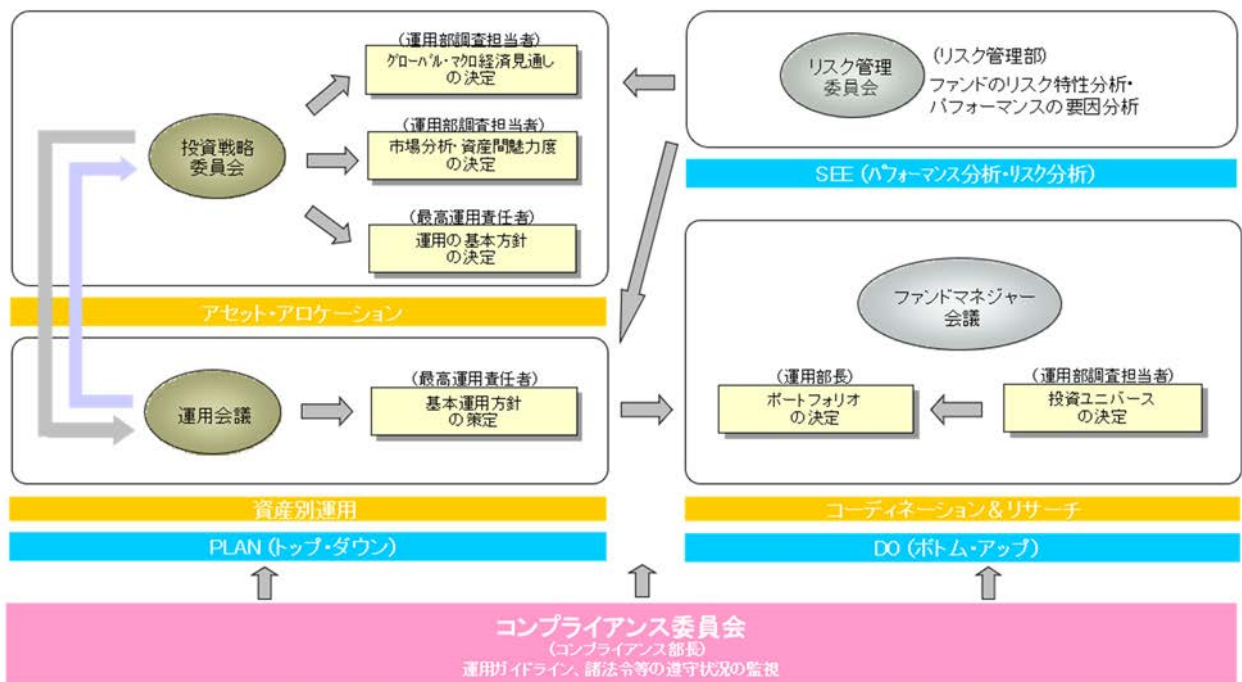 (運用部調査担当者)
グローバル・マクロ経済見通し
の決定
投資戦略
委員会
(運用部調査担当者)
市場分析・資産間魅力度
の決定
(最高運用責任者)
運用の基本方針
の決定
アセット・アロケーション
リスク管理
委員会
(リスク管理部)
ファンドのリスク特性分析・
パフォーマンスの要因分析
SEE (パフォーマンス分析・リスク分析)
運用会議
(最高運用責任者)
基本運用方針
の策定
資産別運用
PLAN (トップ・ダウン)
ファンドマネジャー
会議
(運用部長)
ポートフォリオ
の決定
(運用部調査担当者)
投資ユニバース
の決定
コーディネーション＆リサーチ
DO (ボトム・アップ)
コンプライアンス委員会
(コンプライアンス部長)
運用ガイドライン、諸法令等の遵守状況の監視